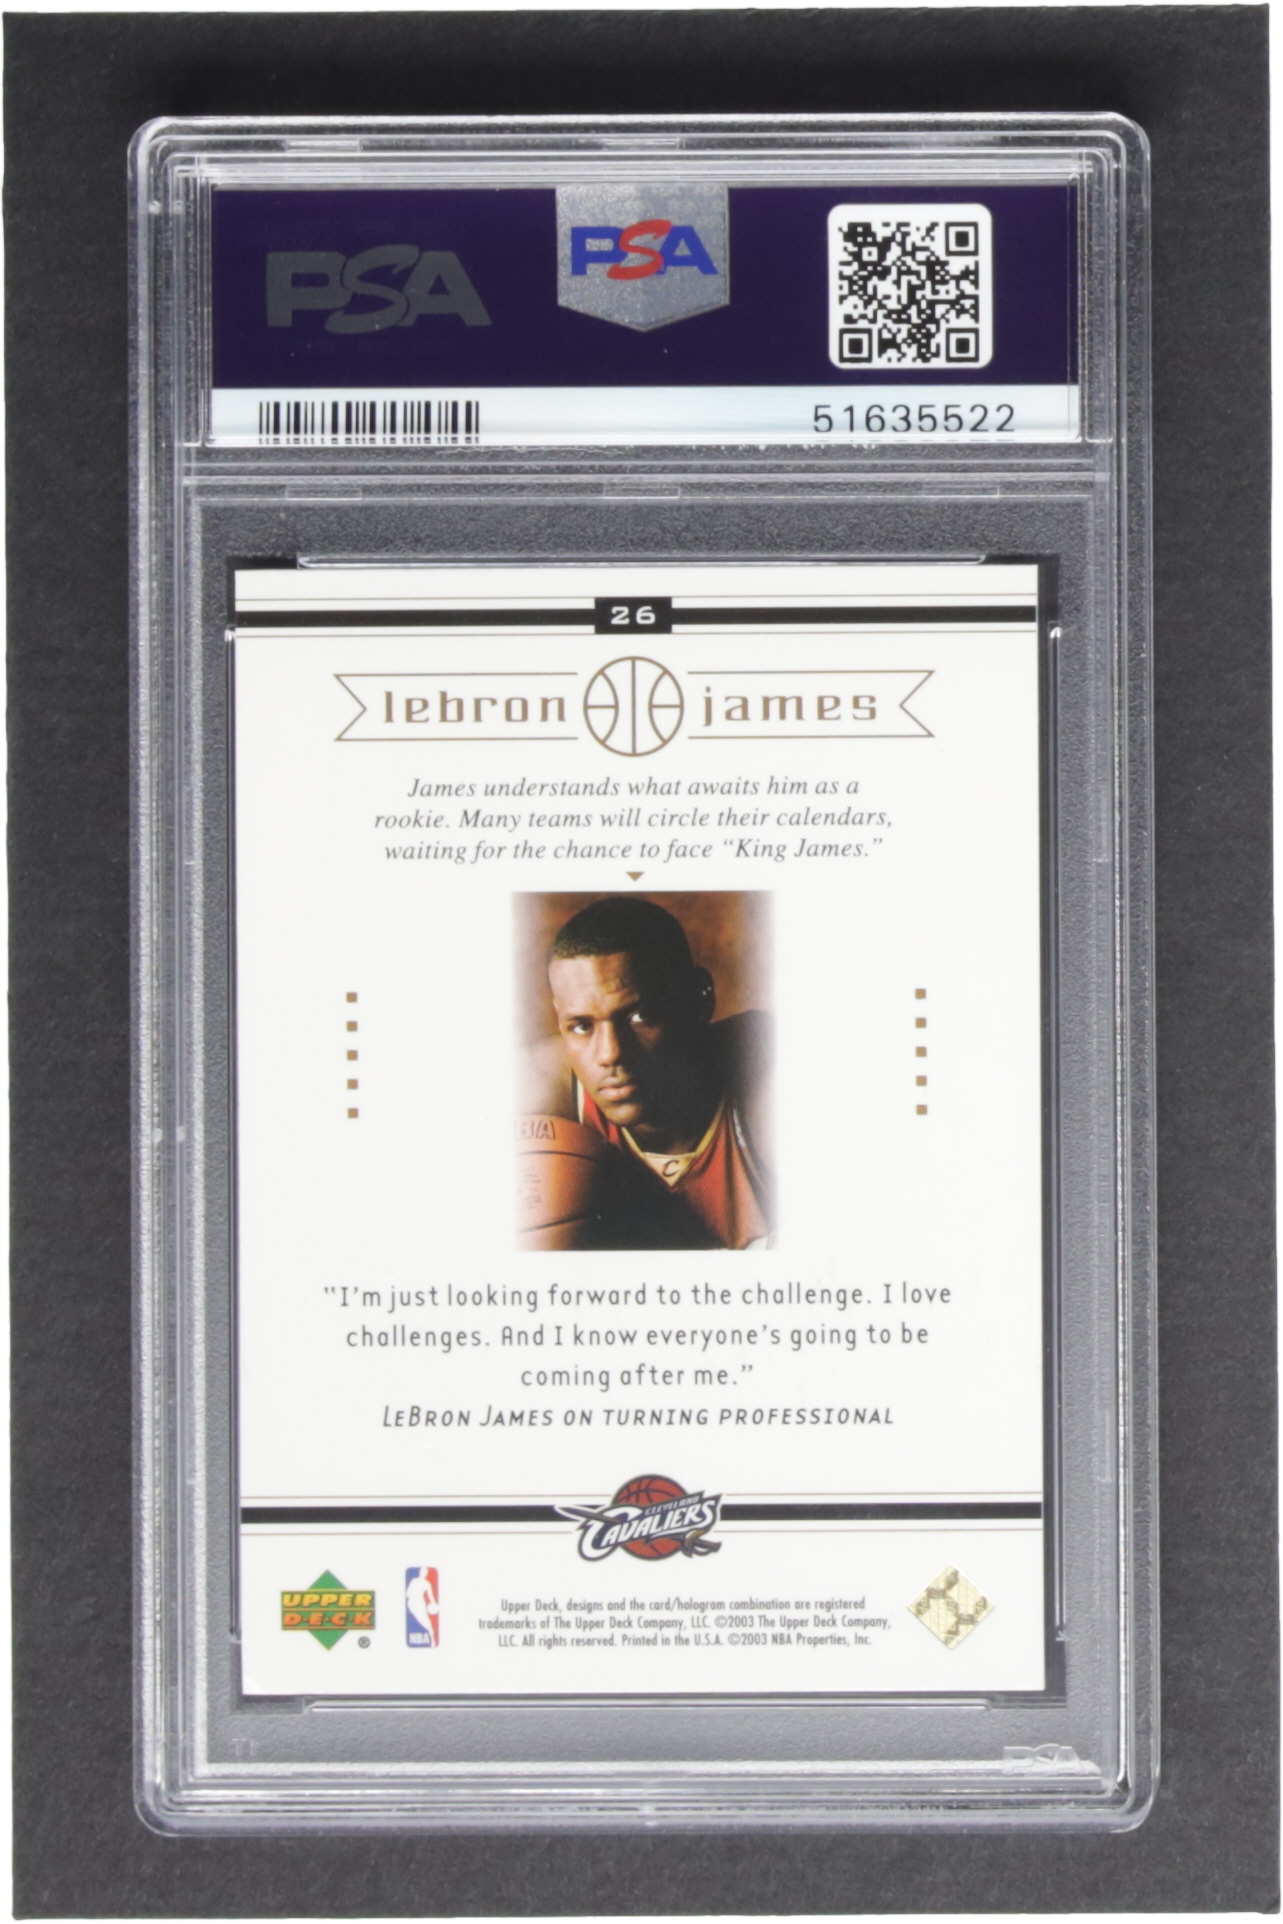 PSA
PSA
51635522
26
lebron james
James understands what awaits him as a
rookie. Many teams will circle their calendars,
waiting for the chance to face “King James.”
BA
C
“I’m just looking forward to the challenge. I love
challenges. And I know everyone’s going to be
coming after me.”
LeBron James on turning professional
CLEVELAND
CAVALIERS
UPPER
D·E·C·K
®
NBA
Upper Deck, designs and the card/hologram combination are registered
trademarks of The Upper Deck Company, LLC. ©2003 The Upper Deck Company,
LLC. All rights reserved. Printed in the U.S.A. ©2003 NBA Properties, Inc.
PSA